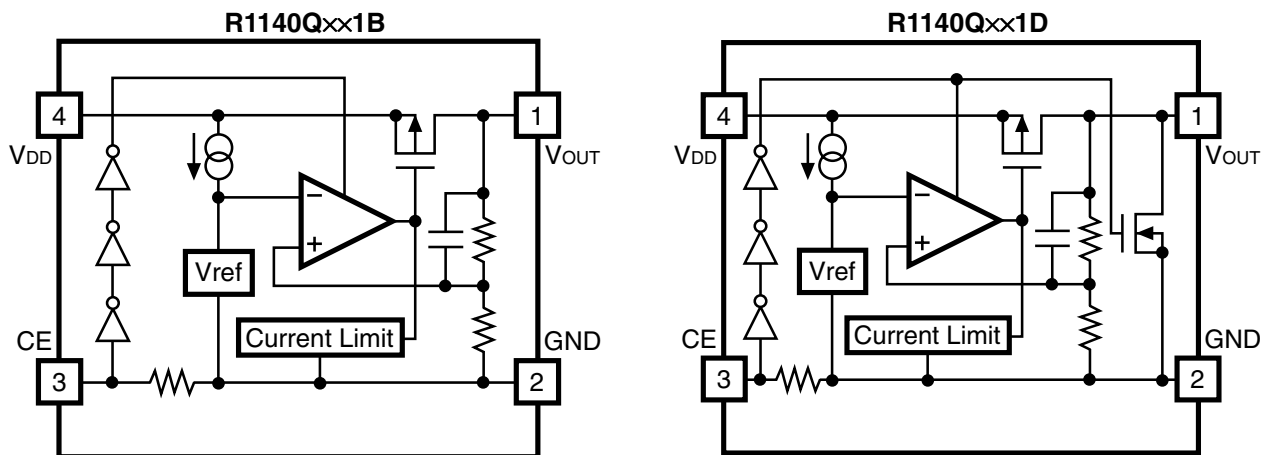 R1140Q××1B
4
1
VDD
VOUT
−
+
Vref
Current Limit
CE
GND
3
2
R1140Q××1D
4
1
VDD
VOUT
−
+
Vref
Current Limit
CE
GND
3
2